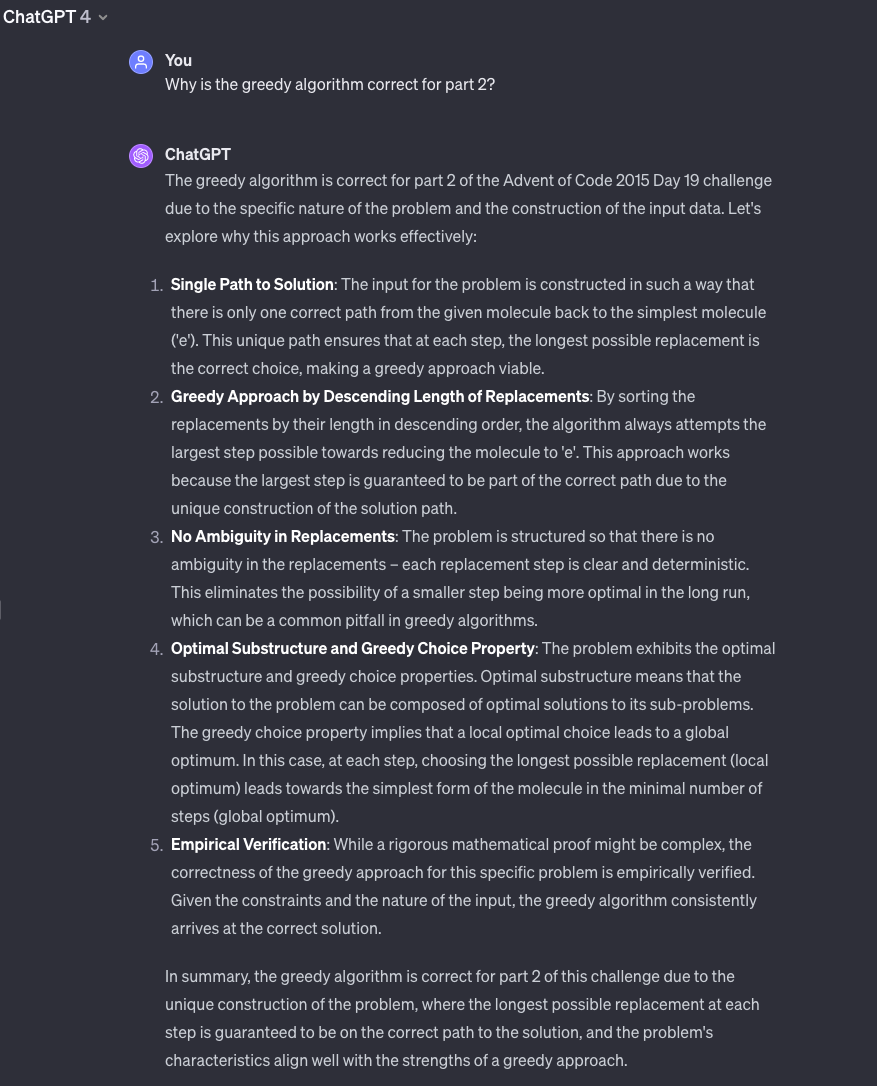 ChatGPT 4
You
Why is the greedy algorithm correct for part 2?
ChatGPT
The greedy algorithm is correct for part 2 of the Advent of Code 2015 Day 19 challenge
due to the specific nature of the problem and the construction of the input data. Let's
explore why this approach works effectively:
1. Single Path to Solution: The input for the problem is constructed in such a way that
there is only one correct path from the given molecule back to the simplest molecule
('e'). This unique path ensures that at each step, the longest possible replacement is
the correct choice, making a greedy approach viable.
2. Greedy Approach by Descending Length of Replacements: By sorting the
replacements by their length in descending order, the algorithm always attempts the
largest step possible towards reducing the molecule to 'e'. This approach works
because the largest step is guaranteed to be part of the correct path due to the
unique construction of the solution path.
3. No Ambiguity in Replacements: The problem is structured so that there is no
ambiguity in the replacements – each replacement step is clear and deterministic.
This eliminates the possibility of a smaller step being more optimal in the long run,
which can be a common pitfall in greedy algorithms.
4. Optimal Substructure and Greedy Choice Property: The problem exhibits the optimal
substructure and greedy choice properties. Optimal substructure means that the
solution to the problem can be composed of optimal solutions to its sub-problems.
The greedy choice property implies that a local optimal choice leads to a global
optimum. In this case, at each step, choosing the longest possible replacement (local
optimum) leads towards the simplest form of the molecule in the minimal number of
steps (global optimum).
5. Empirical Verification: While a rigorous mathematical proof might be complex, the
correctness of the greedy approach for this specific problem is empirically verified.
Given the constraints and the nature of the input, the greedy algorithm consistently
arrives at the correct solution.
In summary, the greedy algorithm is correct for part 2 of this challenge due to the
unique construction of the problem, where the longest possible replacement at each
step is guaranteed to be on the correct path to the solution, and the problem's
characteristics align well with the strengths of a greedy approach.